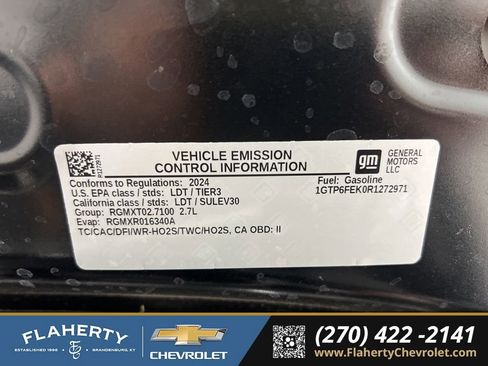 R1272971
VEHICLE EMISSION
CONTROL INFORMATION
gm
GENERAL
MOTORS
LLC
Conforms to Regulations: 2024
Fuel: Gasoline
U.S. EPA class / stds: LDT / TIER3
1GTP6FEK0R1272971
California class / stds: LDT / SULEV30
Group: RGMXT02.7100 2.7L
Evap: RGMXR016340A
TC/CAC/DFI/WR-HO2S/TWC/HO2S, CA OBD: II
FLAHERTY
ESTABLISHED 1996
BRANDENBURG, KY
CHEVROLET
(270) 422 -2141
www.FlahertyChevrolet.com